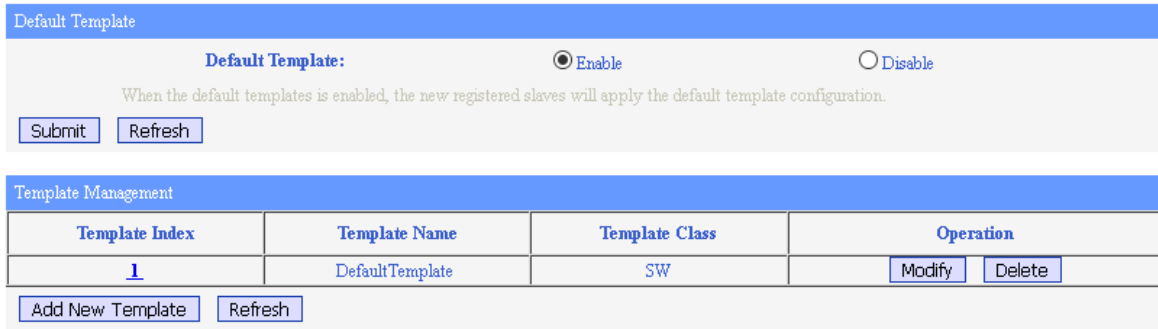 Default Template
Default Template: Enable Disable
When the default templates is enabled, the new registered slaves will apply the default template configuration.
Submit Refresh
Template Management
Template Index Template Name Template Class Operation
1 DefaultTemplate SW Modify Delete
Add New Template Refresh